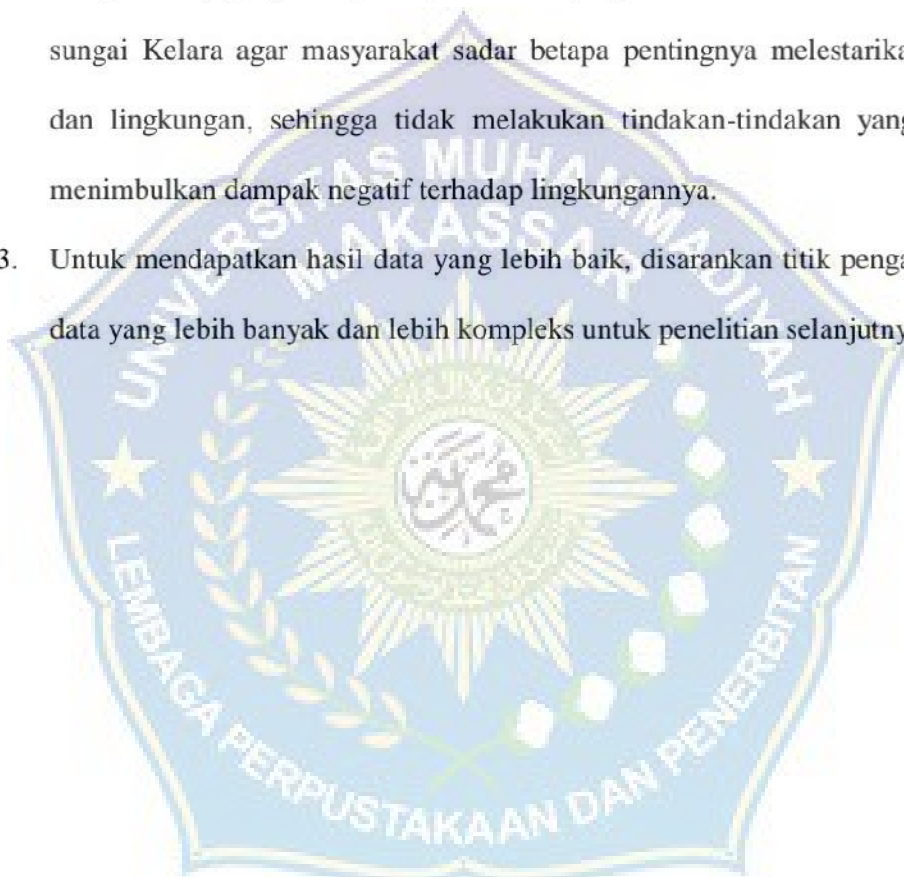 sungai Kelara agar masyarakat sadar betapa pentingnya melestarika
dan lingkungan, sehingga tidak melakukan tindakan-tindakan yang
menimbulkan dampak negatif terhadap lingkungannya.
3. Untuk mendapatkan hasil data yang lebih baik, disarankan titik penga
data yang lebih banyak dan lebih kompleks untuk penelitian selanjutny
UNIVERSITAS MUHAMMADIYAH
MAKASSAR
محمدية
LEMBAGA PERPUSTAKAAN DAN PENERBITAN